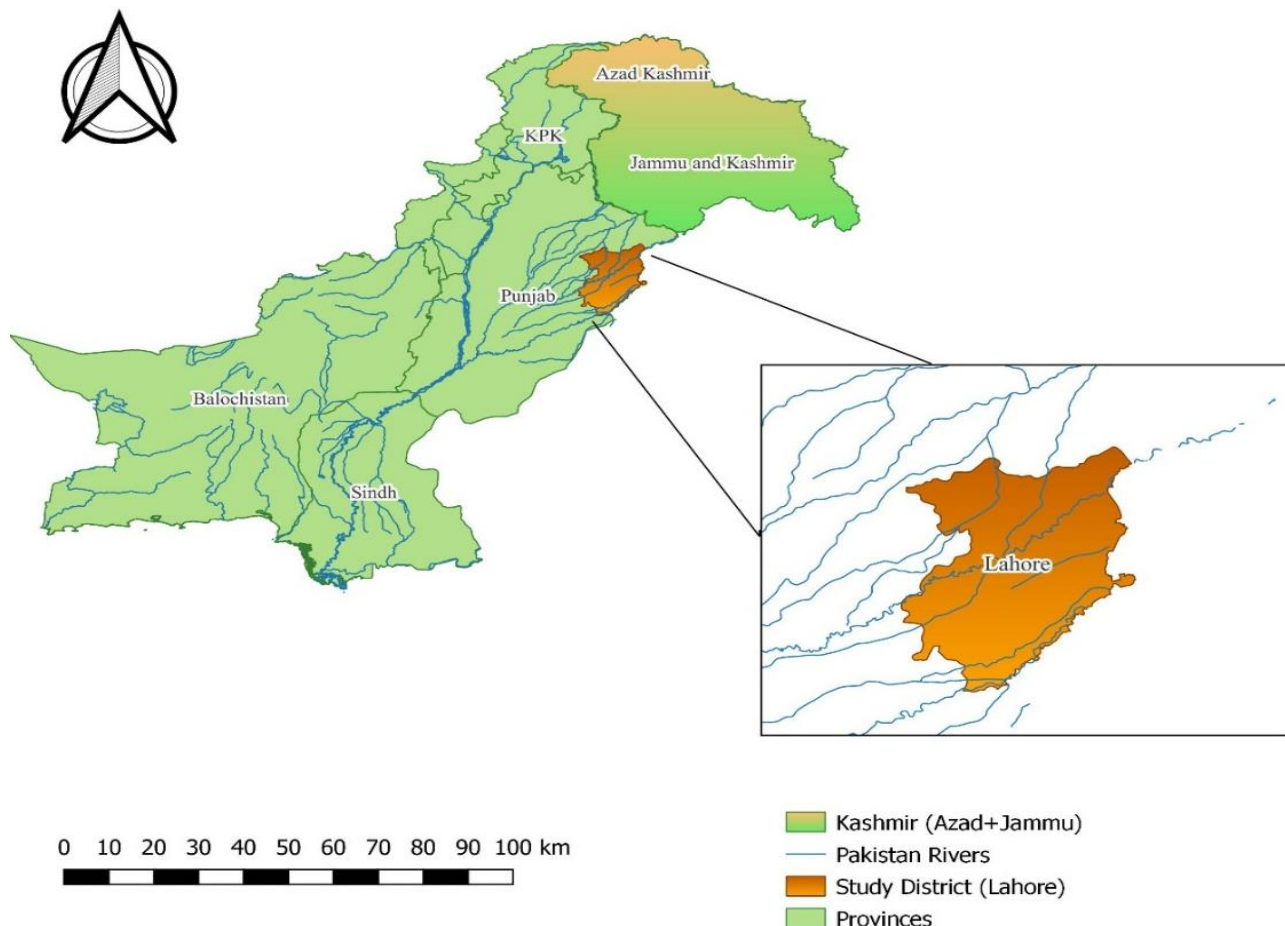 Azad Kashmir
KPK
Jammu and Kashmir
Punjab
Balochistan
Sindh
Lahore
0 10 20 30 40 50 60 70 80 90 100 km
Kashmir (Azad+Jammu)
Pakistan Rivers
Study District (Lahore)
Provinces